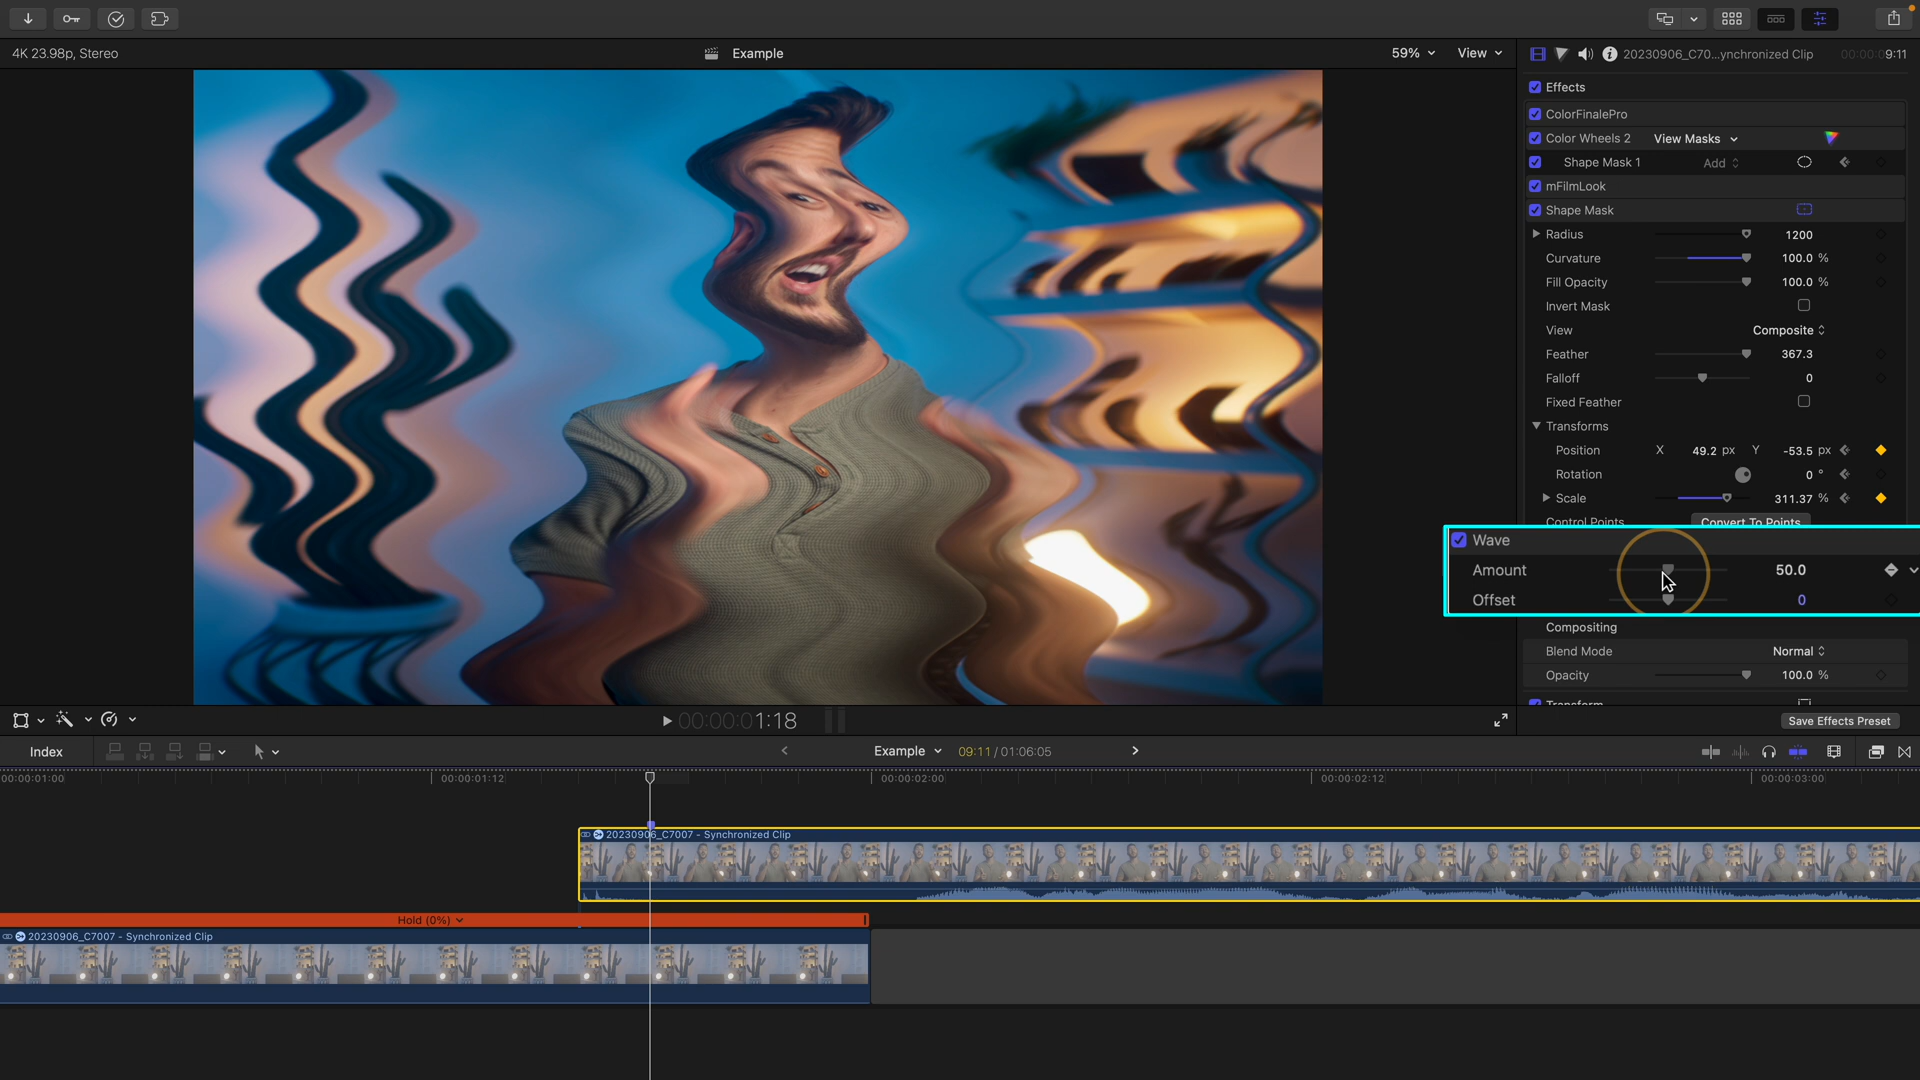 4K 23.98p, Stereo
Example
59%
View
20230906_C70...ynchronized Clip
00:00:09:11
Effects
ColorFinalePro
Color Wheels 2
View Masks
Shape Mask 1
Add
mFilmLook
Shape Mask
Radius
1200
Curvature
100.0 %
Fill Opacity
100.0 %
Invert Mask
View
Composite
Feather
367.3
Falloff
0
Fixed Feather
Transforms
Position
X 49.2 px Y -53.5 px
Rotation
0 °
Scale
311.37 %
Control Points
Convert To Points
Wave
Amount
50.0
Offset
0
Compositing
Blend Mode
Normal
Opacity
100.0 %
Transform
00:00:01:18
Save Effects Preset
Index
Example
09:11 / 01:06:05
00:00:01:00
00:00:01:12
00:00:02:00
00:00:02:12
00:00:03:00
20230906_C7007 - Synchronized Clip
Hold (0%)
20230906_C7007 - Synchronized Clip